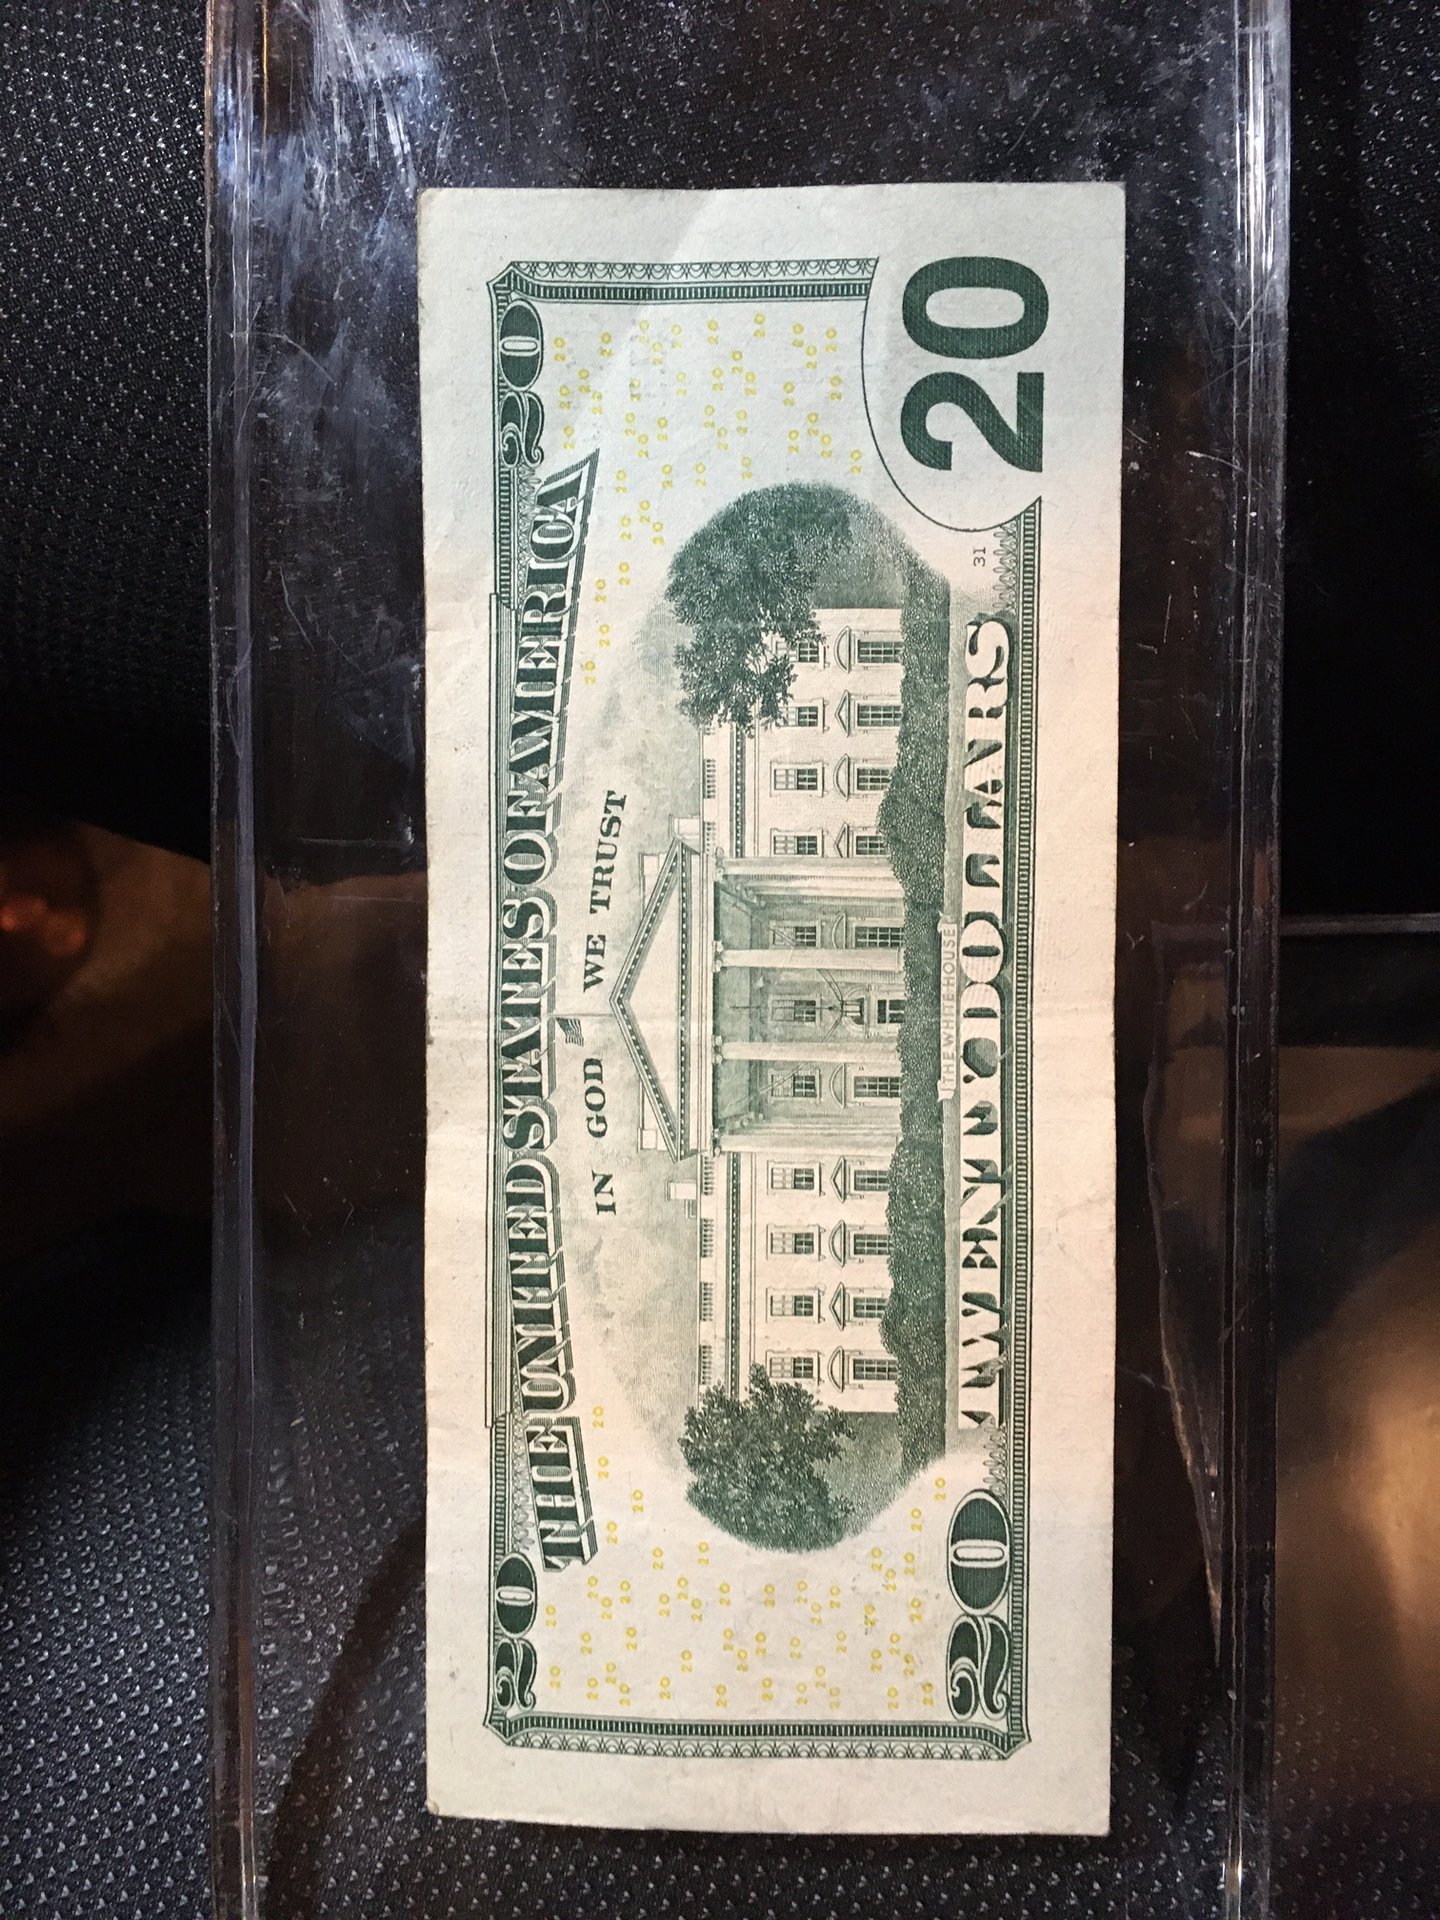 20
20
THE UNITED STATES OF AMERICA
IN GOD WE TRUST
THE WHITE HOUSE
31
20
TWENTY DOLLARS
20